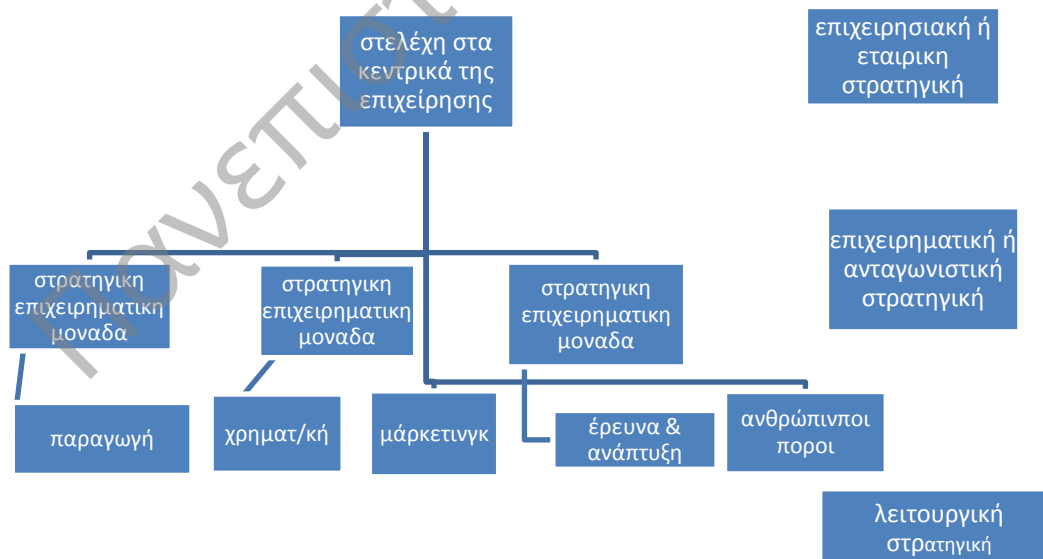 στελέχη στα
κεντρικά της
επιχείρησης
επιχειρησιακή ή
εταιρικη
στρατηγική
επιχειρηματική ή
ανταγωνιστική
στρατηγική
στρατηγικη
επιχειρηματικη
μοναδα
στρατηγικη
επιχειρηματικη
μοναδα
στρατηγικη
επιχειρηματικη
μοναδα
παραγωγή
χρηματ/κή
μάρκετινγκ
έρευνα &
ανάπτυξη
ανθρώπινποι
ποροι
λειτουργική
στρατηγική